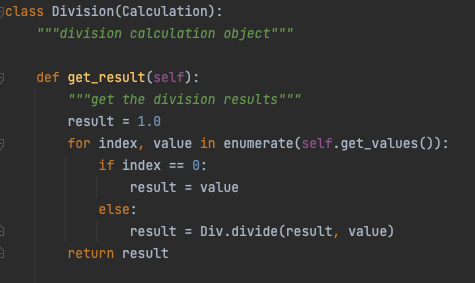 class Division(Calculation):
    """division calculation object"""

    def get_result(self):
        """get the division results"""
        result = 1.0
        for index, value in enumerate(self.get_values()):
            if index == 0:
                result = value
            else:
                result = Div.divide(result, value)
        return result